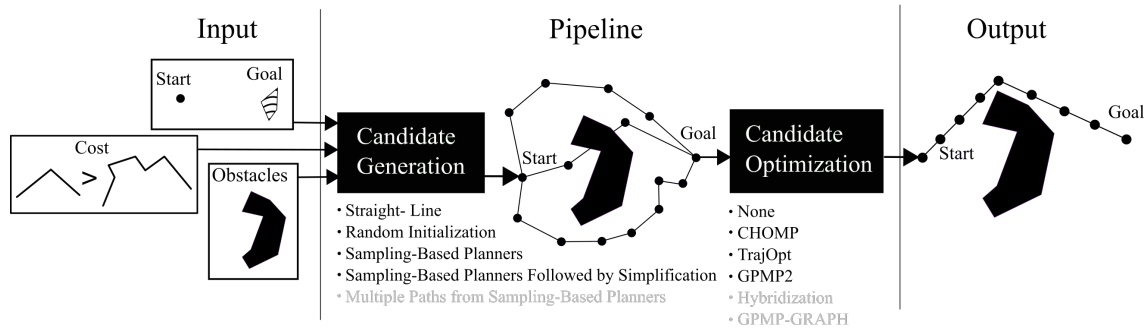 Input
Pipeline
Output
Start
Goal
Cost
>
Obstacles
Candidate
Generation
• Straight- Line
• Random Initialization
• Sampling-Based Planners
• Sampling-Based Planners Followed by Simplification
• Multiple Paths from Sampling-Based Planners
Start
Goal
Candidate
Optimization
• None
• CHOMP
• TrajOpt
• GPMP2
• Hybridization
• GPMP-GRAPH
Start
Goal